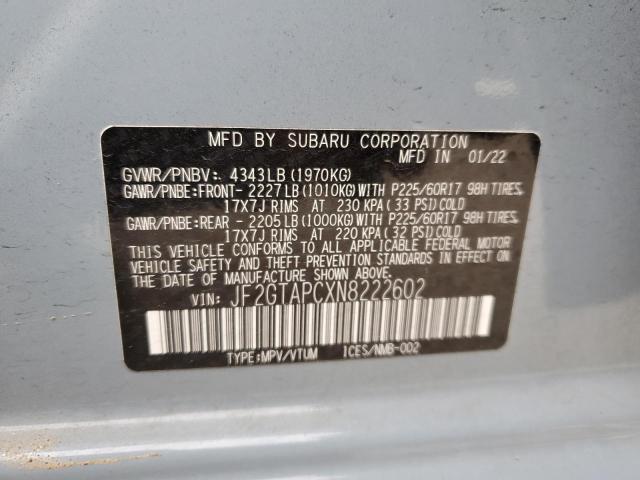 MFD BY SUBARU CORPORATION
MFD IN 01/22
GVWR/PNBV: 4343LB (1970KG)
GAWR/PNBE:FRONT- 2227LB (1010KG) WITH P225/60R17 98H TIRES,
17X7J RIMS AT 230 KPA ( 33 PSI) COLD
GAWR/PNBE:REAR - 2205LB (1000KG) WITH P225/60R17 98H TIRES,
17X7J RIMS AT 220 KPA ( 32 PSI) COLD
THIS VEHICLE CONFORMS TO ALL APPLICABLE FEDERAL MOTOR
VEHICLE SAFETY AND THEFT PREVENTION STANDARDS IN EFFECT
ON THE DATE OF MANUFACTURE SHOWN ABOVE.
VIN: JF2GTAPCXN8222602
TYPE:MPV/VTUM ICES/NMB-002